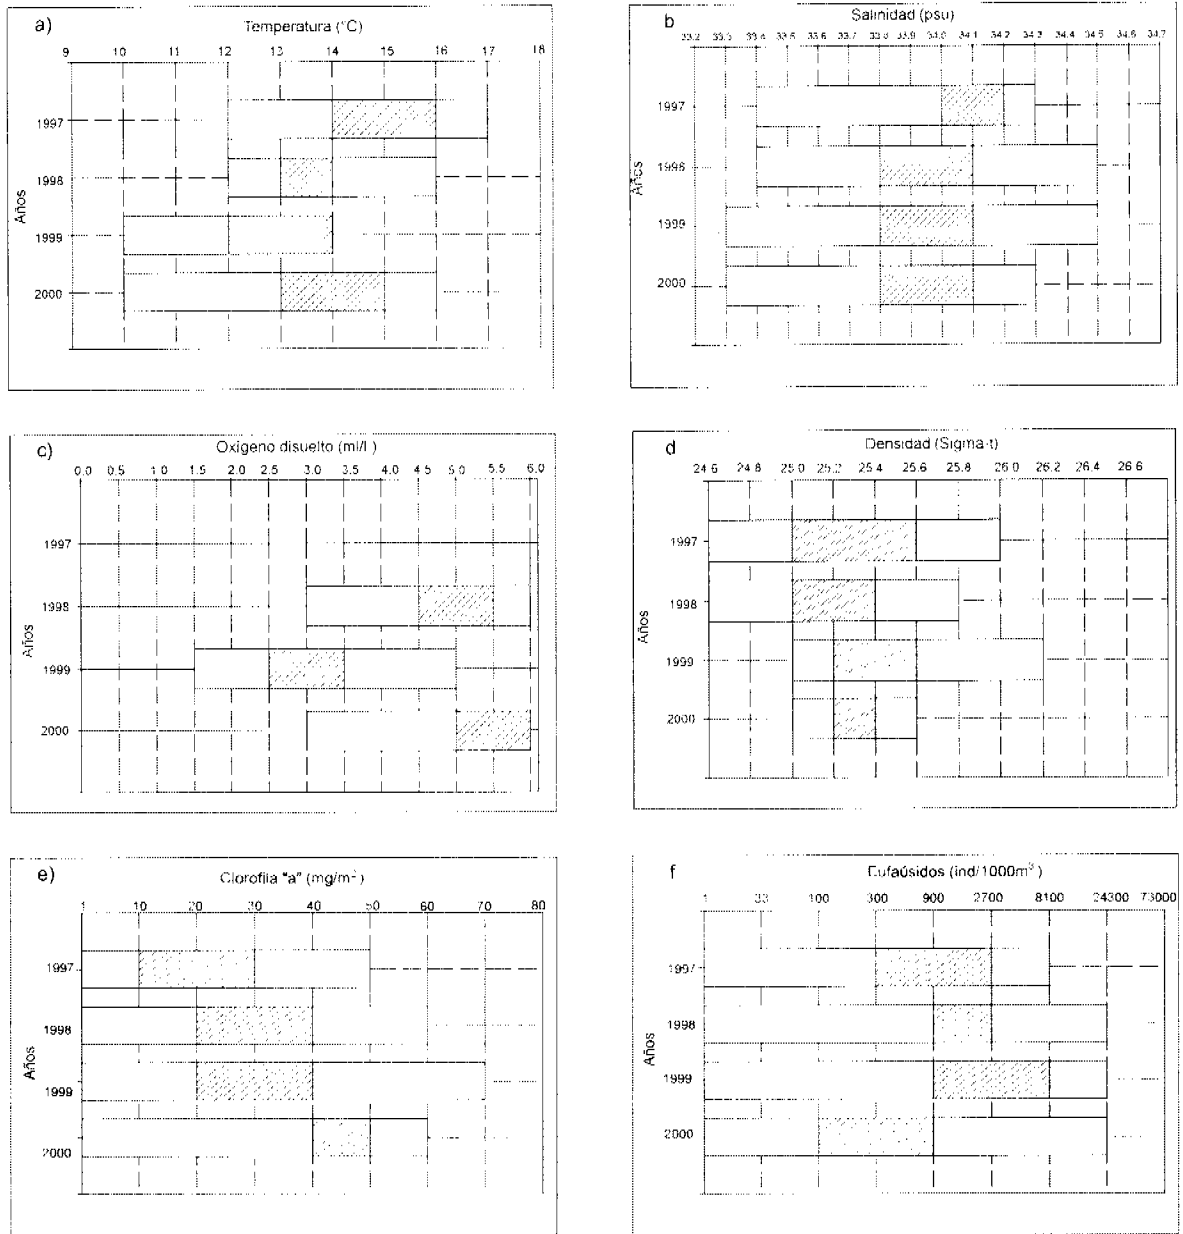 a)
Temperatura (°C)
9 10 11 12 13 14 15 16 17 18
1997
1998
1999
2000
Años
b
Salinidad (psu)
33.2 33.3 33.4 33.5 33.6 33.7 33.8 33.9 34.0 34.1 34.2 34.3 34.4 34.5 34.6 34.7
1997
1998
1999
2000
Años
c)
Oxígeno disuelto (ml/l)
0.0 0.5 1.0 1.5 2.0 2.5 3.0 3.5 4.0 4.5 5.0 5.5 6.0
1997
1998
1999
2000
Años
d
Densidad (Sigma-t)
24.6 24.8 25.0 25.2 25.4 25.6 25.8 26.0 26.2 26.4 26.6
1997
1998
1999
2000
Años
e)
Clorofila "a" (mg/m³)
1 10 20 30 40 50 60 70 80
1997
1998
1999
2000
Años
f
Eufaúsidos (ind/1000m³)
1 33 100 300 900 2700 8100 24300 73000
1997
1998
1999
2000
Años